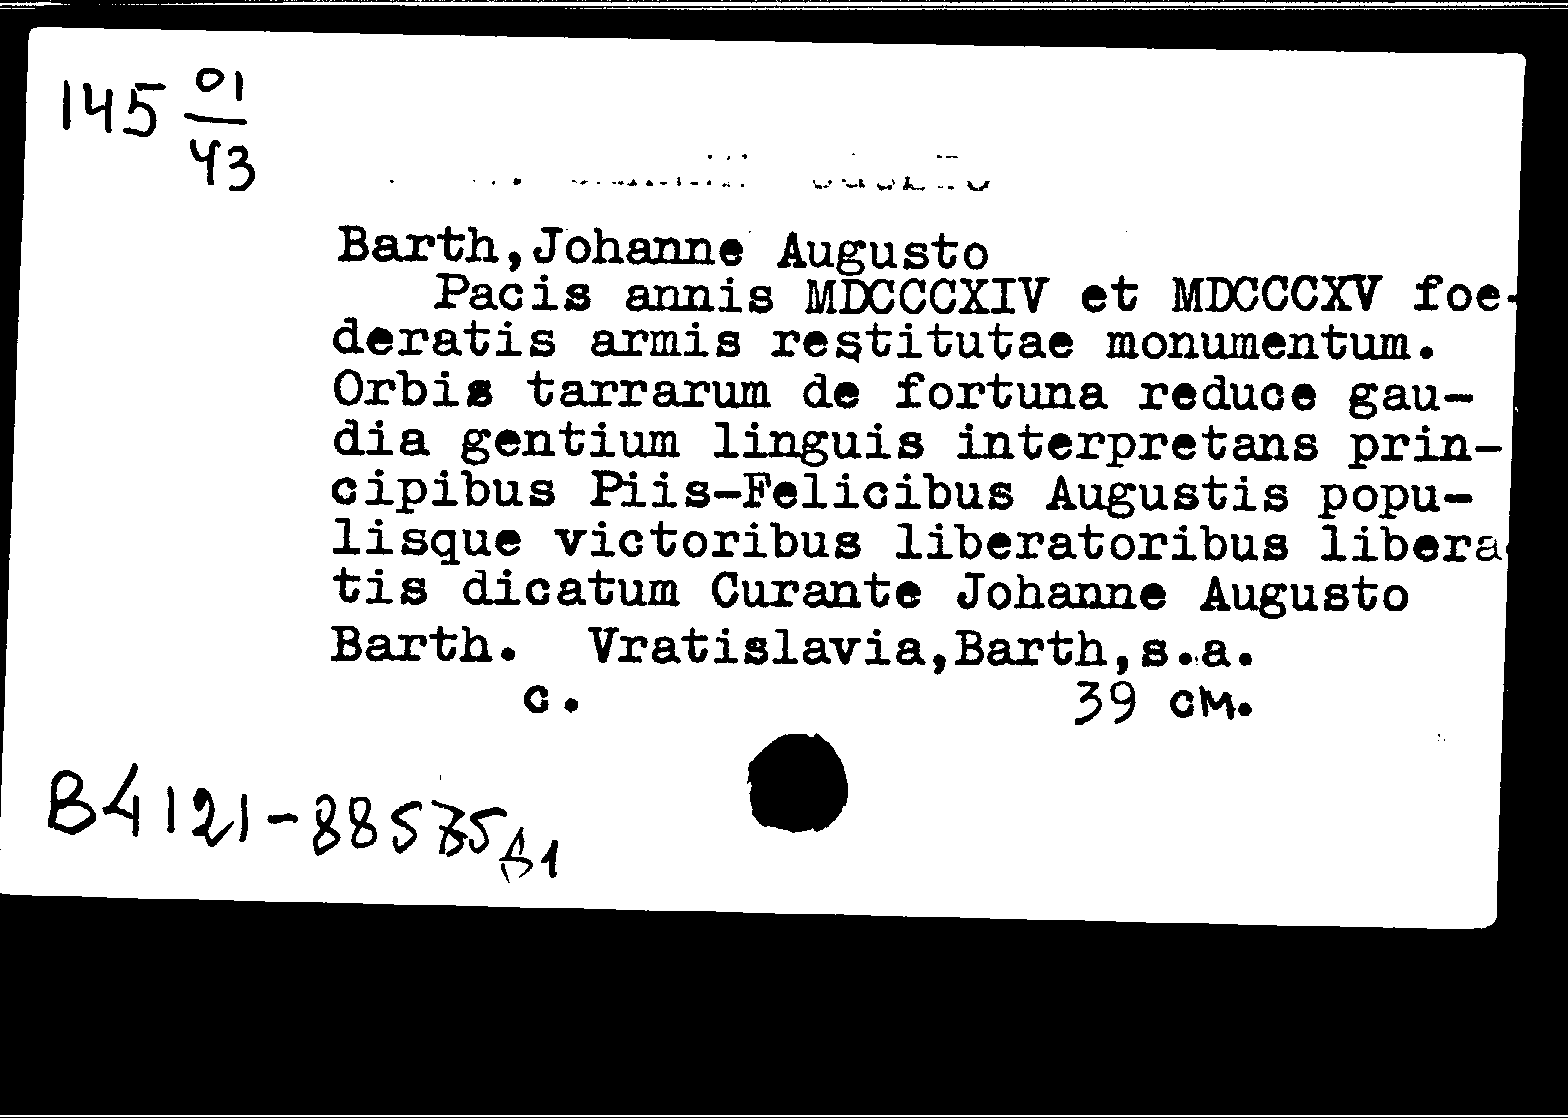 145 01
43
Barth, Johanne Augusto
Pacis annis MDCCCXIV et MDCCCXV foe-
deratis armis restitutae monumentum.
Orbis tarrarum de fortuna reduce gau-
dia gentium linguis interpretans prin-
cipibus Piis-Felicibus Augustis popu-
lisque victoribus liberatoribus libera
tis dicatum Curante Johanne Augusto
Barth. Vratislavia, Barth, s.a.
с. 39 см.
B4121-88535